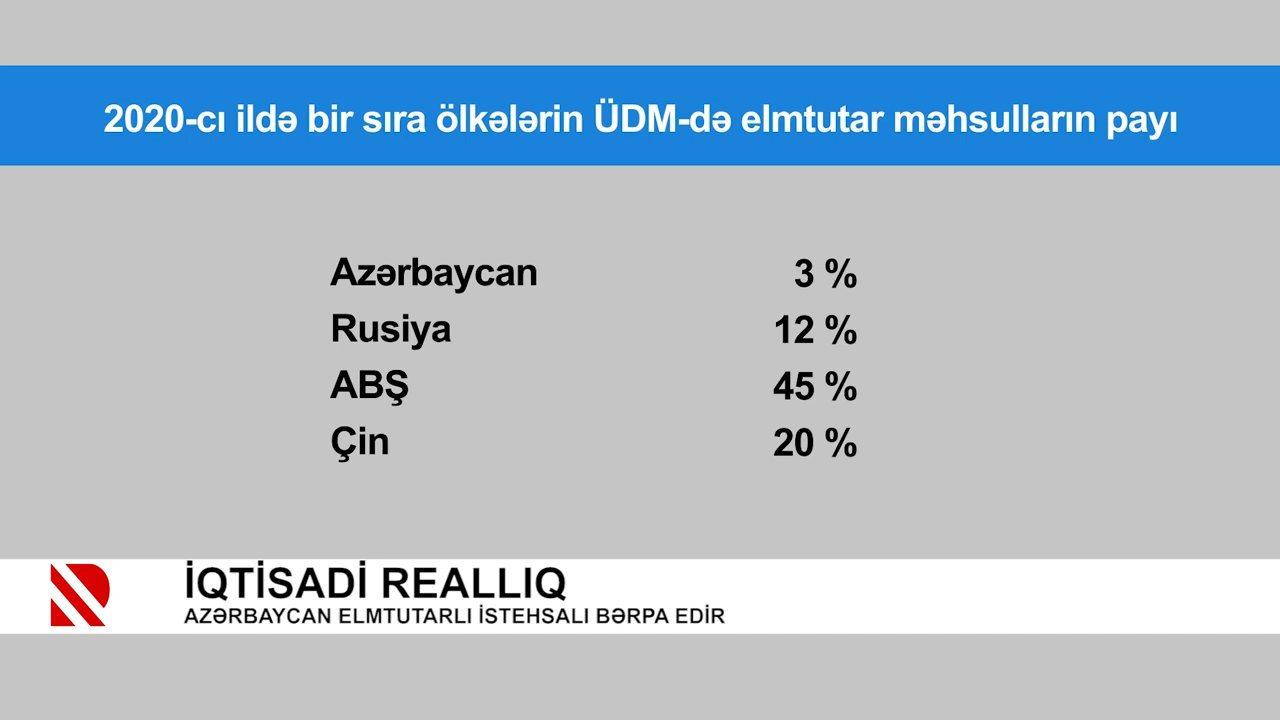 2020-cı ildə bir sıra ölkələrin ÜDM-də elmtutar məhsulların payı
Azərbaycan 3 %
Rusiya 12 %
ABŞ 45 %
Çin 20 %
İQTİSADİ REALLIQ
AZƏRBAYCAN ELMTUTARLI İSTEHSALI BƏRPA EDİR